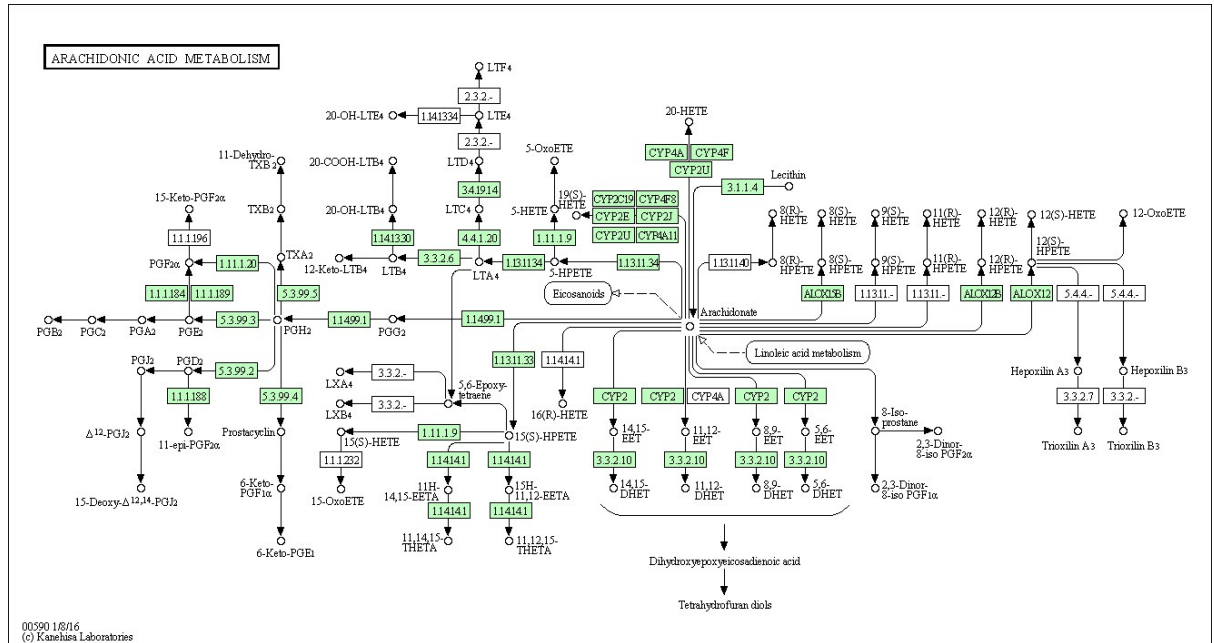 ARACHIDONIC ACID METABOLISM
LTF4
2.3.2.-
20-OH-LTE4
1.14.13.34
LTE4
20-HETE
2.3.2.-
11-Dehydro-
TXB2
20-COOH-LTB4
LTD4
5-OxoETE
CYP4A
CYP4F
CYP2U
Lecithin
3.1.1.4
15-Keto-PGF2α
3.4.19.14
19(S)-
HETE
CYP2C19
CYP4F8
CYP2E
CYP2J
CYP2U
CYP4A11
TXB2
20-OH-LTB4
LTC4
5-HETE
8(R)-
HETE
8(S)-
HETE
9(S)-
HETE
11(R)-
HETE
12(R)-
HETE
12(S)-HETE
12-OxoETE
1.1.1.196
1.14.13.30
4.4.1.20
1.11.1.9
12(S)-
HPETE
PGF2α
1.11.1.20
TXA2
12-Keto-LTB4
LTB4
3.3.2.6
LTA4
1.13.11.34
5-HPETE
1.13.11.34
1.13.11.40
8(R)-
HPETE
8(S)-
HPETE
9(S)-
HPETE
11(R)-
HPETE
12(R)-
HPETE
1.1.1.184
1.1.1.189
5.3.99.5
Eicosanoids
ALOX15B
1.13.11.-
1.13.11.-
ALOX12B
ALOX12
5.4.4.-
5.4.4.-
Arachidonate
PGB2
PGC2
PGA2
PGE2
5.3.99.3
PGH2
1.14.99.1
PGG2
1.14.99.1
Linoleic acid metabolism
PGJ2
PGD2
5.3.99.2
1.13.11.33
1.14.14.1
LXA4
3.3.2.-
5,6-Epoxy-
tetraene
Hepoxilin A3
Hepoxilin B3
1.1.1.188
5.3.99.4
LXB4
3.3.2.-
16(R)-HETE
CYP2
CYP2
CYP4A
CYP2
CYP2
3.3.2.7
3.3.2.-
8-Iso-
prostane
Δ12-PGJ2
11-epi-PGF2α
Prostacyclin
15(S)-HETE
1.11.1.9
15(S)-HPETE
14,15-
EET
11,12-
EET
8,9-
EET
5,6-
EET
2,3-Dinor-
8-iso PGF2α
Trioxilin A3
Trioxilin B3
1.1.1.232
1.14.14.1
1.14.14.1
3.3.2.10
3.3.2.10
3.3.2.10
3.3.2.10
15-Deoxy-Δ12,14-PGJ2
6-Keto-
PGF1α
15-OxoETE
11H-
14,15-EETA
15H-
11,12-EETA
14,15-
DHET
11,12-
DHET
8,9-
DHET
5,6-
DHET
2,3-Dinor-
8-iso PGF1α
1.14.14.1
1.14.14.1
6-Keto-PGE1
11,14,15-
THETA
11,12,15-
THETA
Dihydroxyepoxyeicosadienoic acid
Tetrahydrofuran diols
00590 1/8/16
(c) Kanehisa Laboratories